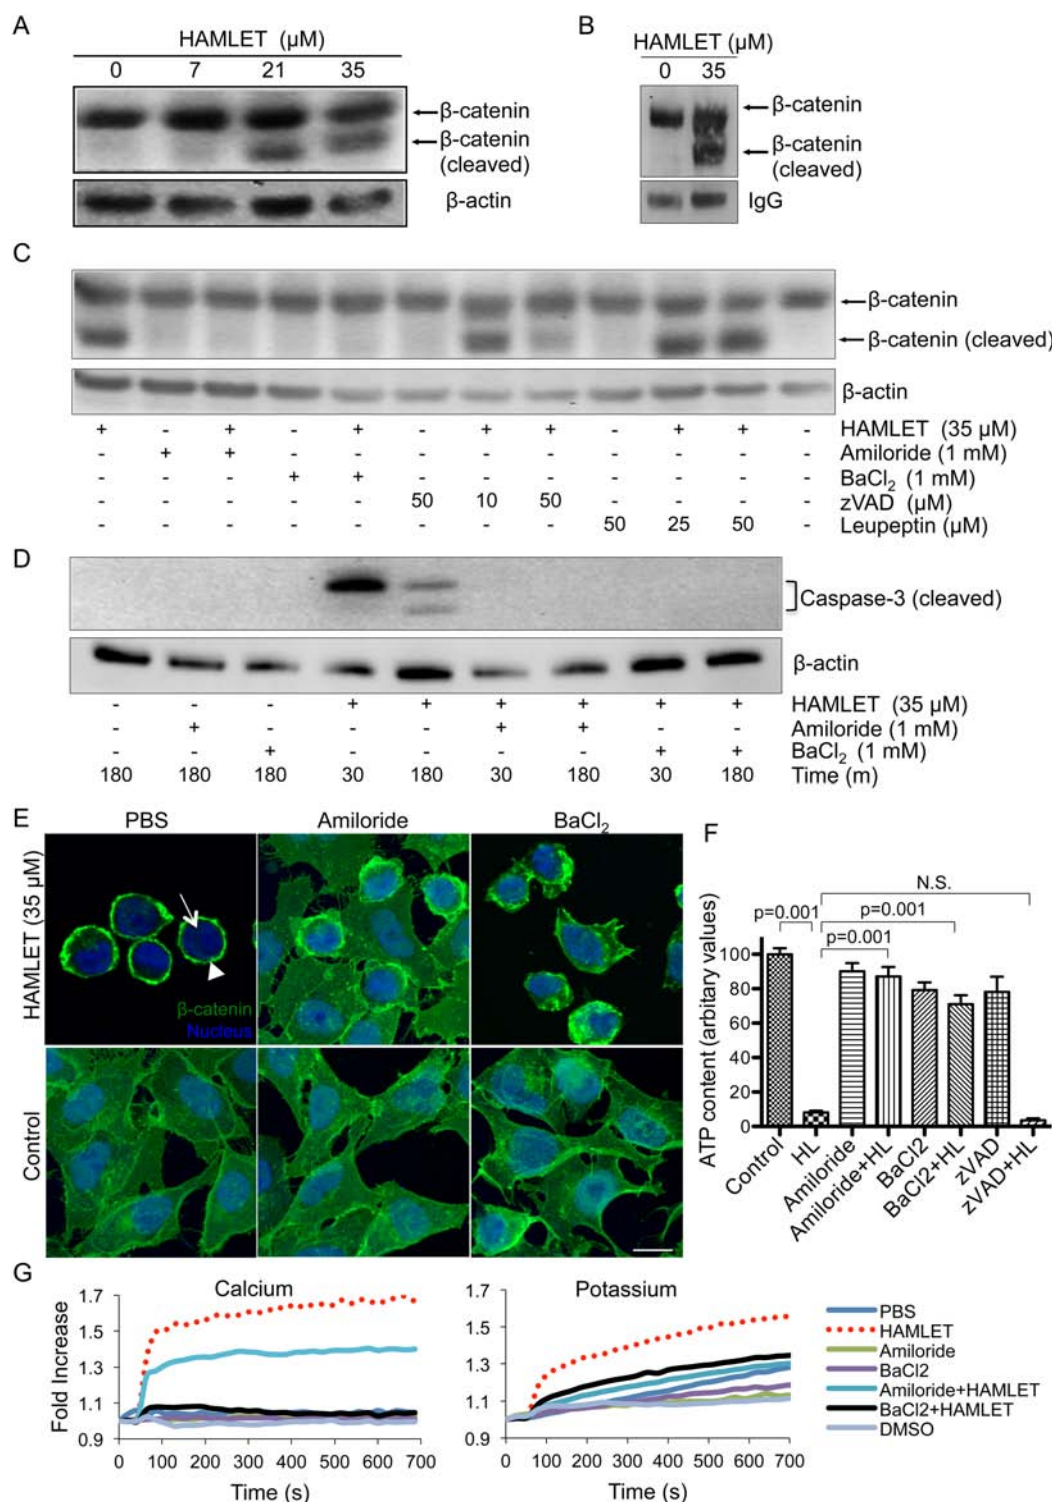 A
HAMLET (µM)
0 7 21 35
β-catenin
β-catenin
(cleaved)
β-actin
B
HAMLET (µM)
0 35
β-catenin
β-catenin
(cleaved)
IgG
C
β-catenin
β-catenin (cleaved)
β-actin
+ - + - + - + + - + + - HAMLET (35 µM)
- + + - - - - - - - - - Amiloride (1 mM)
- - - + + - - - - - - - BaCl2 (1 mM)
- - - - - 50 10 50 - - - - zVAD (µM)
- - - - - - - - 50 25 50 - Leupeptin (µM)
D
Caspase-3 (cleaved)
β-actin
- - - + + + + + + HAMLET (35 µM)
- + - - - + + - - Amiloride (1 mM)
- - + - - - - + + BaCl2 (1 mM)
180 180 180 30 180 30 180 30 180 Time (m)
E
PBS Amiloride BaCl2
HAMLET (35 µM)
β-catenin
Nucleus
Control
F
N.S.
p=0.001 p=0.001
p=0.001
ATP content (arbitary values)
120
100
80
60
40
20
0
Control
HL
Amiloride
Amiloride+HL
BaCl2
BaCl2+HL
zVAD
zVAD+HL
G
Calcium
Fold Increase
1.7
1.5
1.3
1.1
0.9
0 100 200 300 400 500 600 700
Time (s)
Potassium
1.7
1.5
1.3
1.1
0.9
0 100 200 300 400 500 600 700
Time (s)
PBS
HAMLET
Amiloride
BaCl2
Amiloride+HAMLET
BaCl2+HAMLET
DMSO